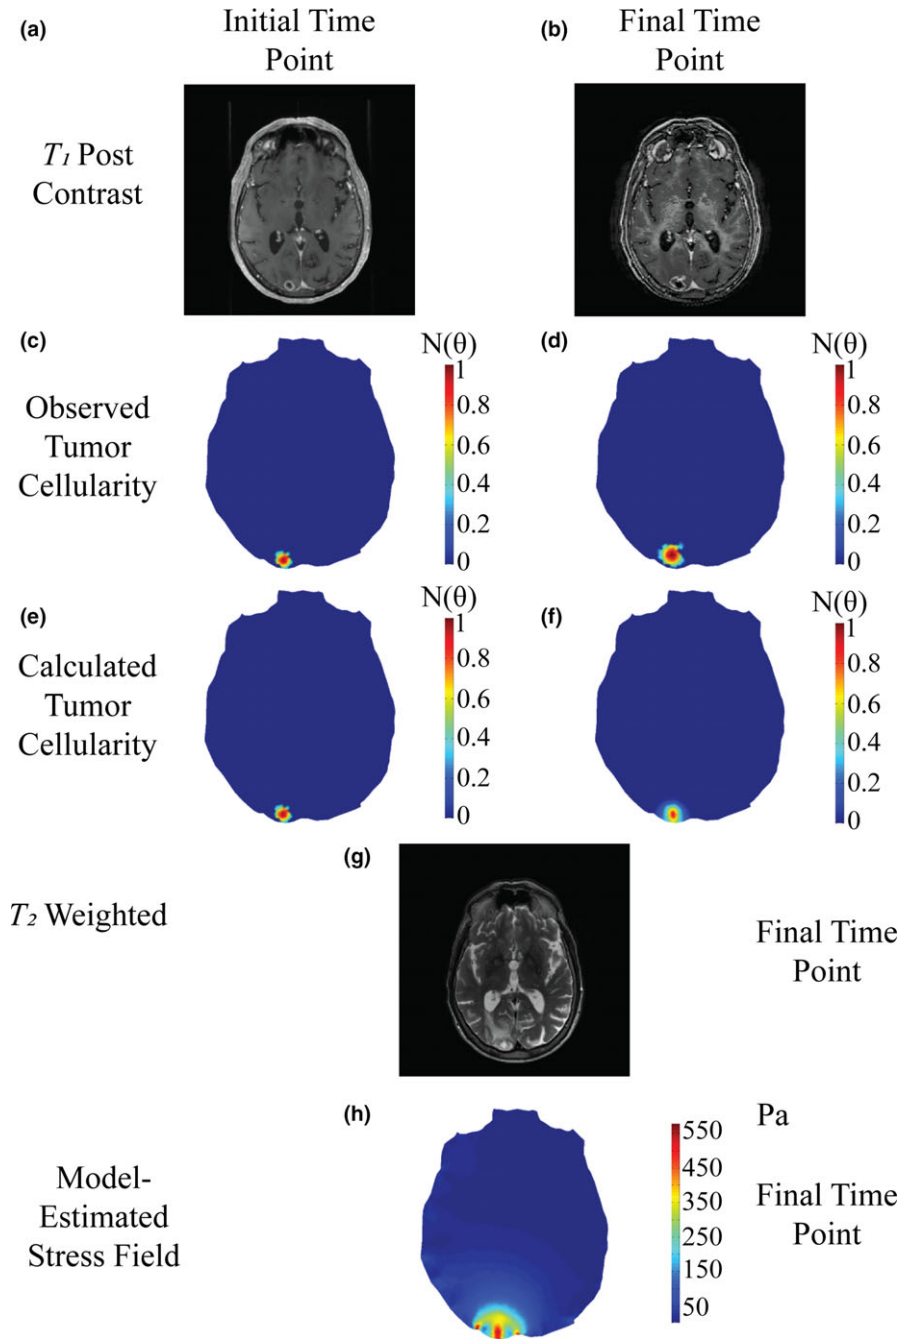 (a)
Initial Time
Point
(b)
Final Time
Point
T₁ Post
Contrast
(c)
N(θ)
1
0.8
0.6
0.4
0.2
0
(d)
N(θ)
1
0.8
0.6
0.4
0.2
0
Observed
Tumor
Cellularity
(e)
N(θ)
1
0.8
0.6
0.4
0.2
0
(f)
N(θ)
1
0.8
0.6
0.4
0.2
0
Calculated
Tumor
Cellularity
(g)
T₂ Weighted
Final Time
Point
(h)
Pa
550
450
350
250
150
50
Model-
Estimated
Stress Field
Final Time
Point